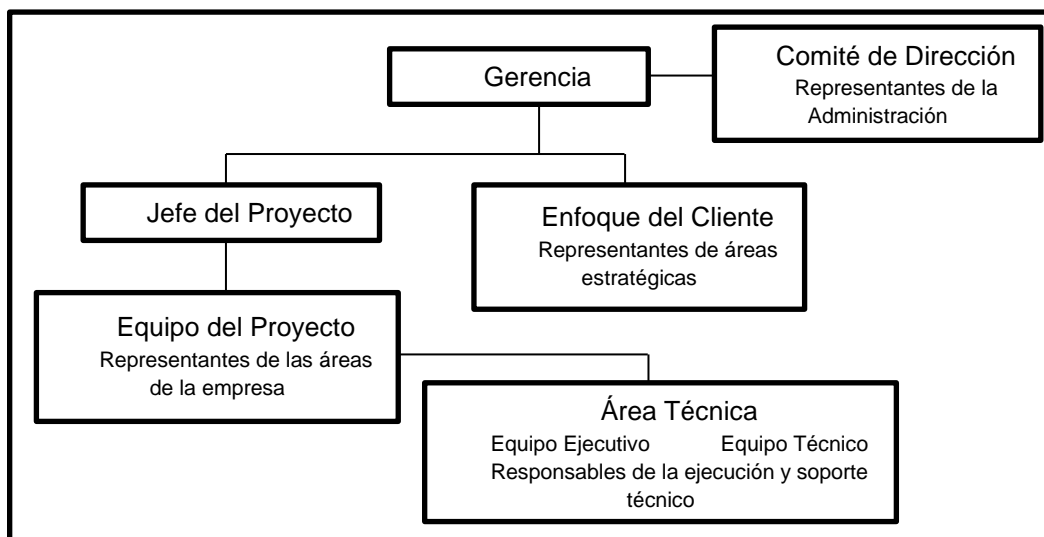 Comité de Dirección
Representantes de la
Administración
Gerencia
Jefe del Proyecto
Enfoque del Cliente
Representantes de áreas
estratégicas
Equipo del Proyecto
Representantes de las áreas
de la empresa
Área Técnica
Equipo Ejecutivo Equipo Técnico
Responsables de la ejecución y soporte
técnico